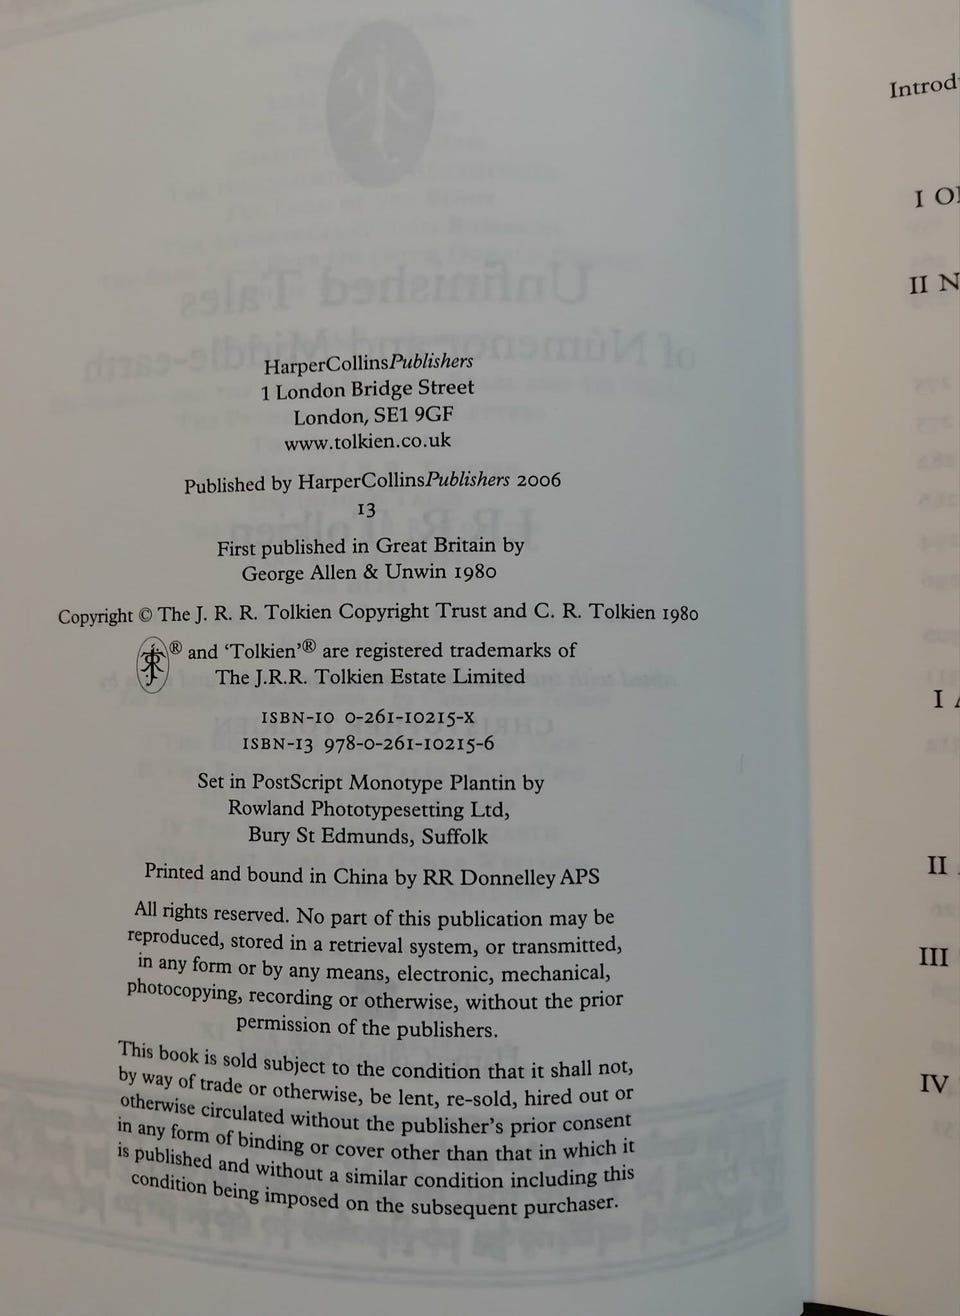 HarperCollinsPublishers
1 London Bridge Street
London, SE1 9GF
www.tolkien.co.uk
Published by HarperCollinsPublishers 2006
13
First published in Great Britain by
George Allen & Unwin 1980
Copyright © The J. R. R. Tolkien Copyright Trust and C. R. Tolkien 1980
® and ‘Tolkien’® are registered trademarks of
The J.R.R. Tolkien Estate Limited
ISBN-10 0-261-10215-X
ISBN-13 978-0-261-10215-6
Set in PostScript Monotype Plantin by
Rowland Phototypesetting Ltd,
Bury St Edmunds, Suffolk
Printed and bound in China by RR Donnelley APS
All rights reserved. No part of this publication may be
reproduced, stored in a retrieval system, or transmitted,
in any form or by any means, electronic, mechanical,
photocopying, recording or otherwise, without the prior
permission of the publishers.
This book is sold subject to the condition that it shall not,
by way of trade or otherwise, be lent, re-sold, hired out or
otherwise circulated without the publisher’s prior consent
in any form of binding or cover other than that in which it
is published and without a similar condition including this
condition being imposed on the subsequent purchaser.
Unfinished Tales
of Númenor and Middle-earth
J.R.R. Tolkien
Introd
I
II N
I
II
III
IV